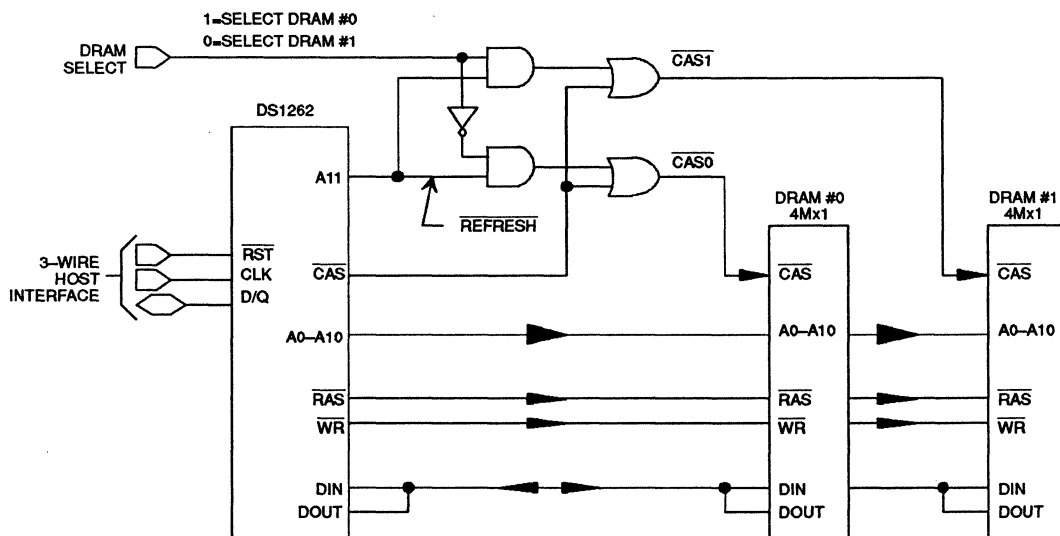 1=SELECT DRAM #0
0=SELECT DRAM #1
DRAM
SELECT
CAS1
DS1262
A11
CAS0
REFRESH
DRAM #0
4Mx1
DRAM #1
4Mx1
3–WIRE
HOST
INTERFACE
RST
CLK
D/Q
CAS
CAS
CAS
A0–A10
A0–A10
A0–A10
RAS
RAS
RAS
WR
WR
WR
DIN
DIN
DIN
DOUT
DOUT
DOUT